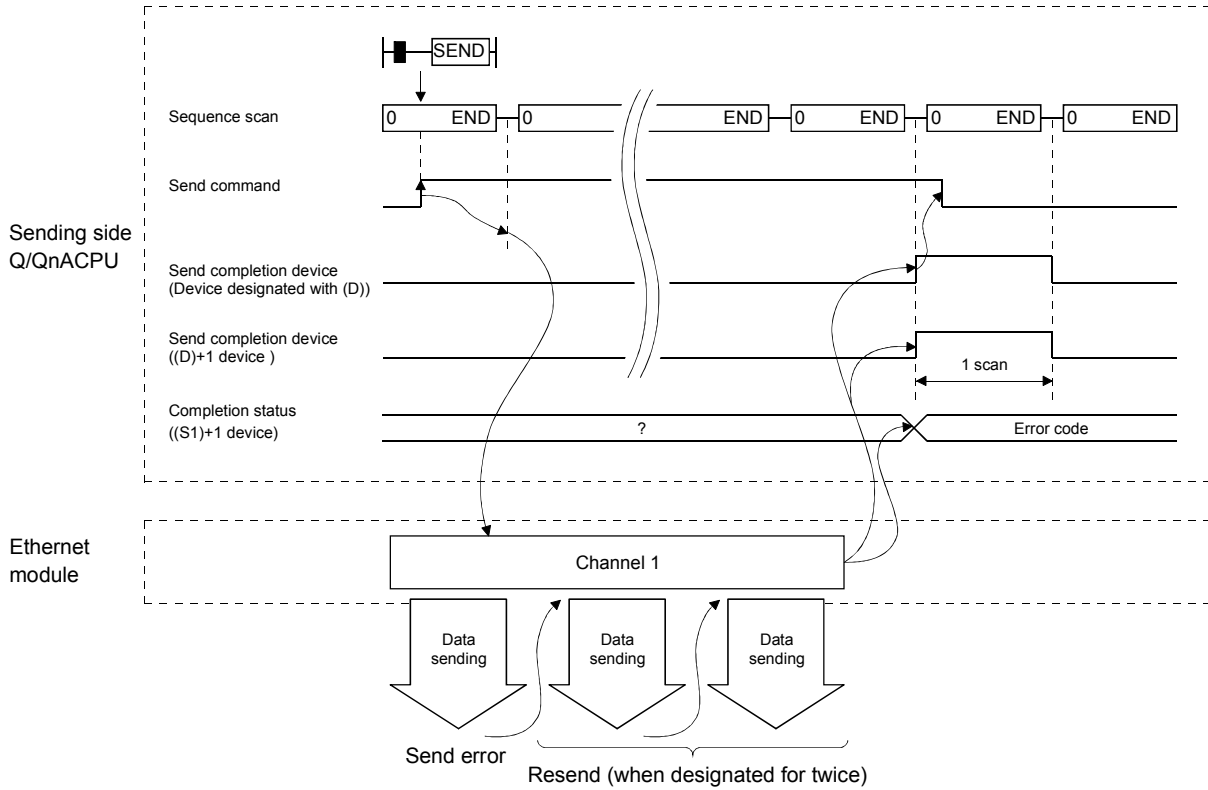 SEND
Sequence scan
0 END 0 END 0 END 0 END 0 END
Send command
Sending side
Q/QnACPU
Send completion device
(Device designated with (D))
Send completion device
((D)+1 device )
1 scan
Completion status
((S1)+1 device)
?
Error code
Ethernet
module
Channel 1
Data
sending
Data
sending
Data
sending
Send error
Resend (when designated for twice)